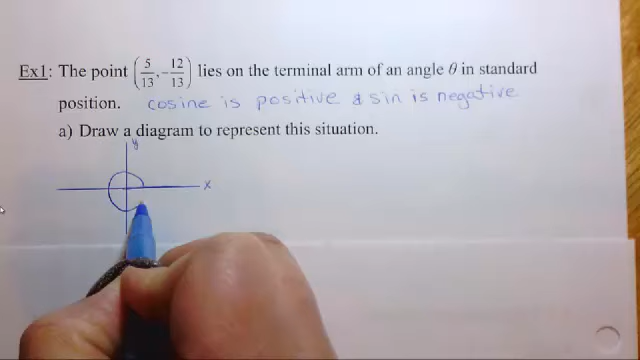 Ex1: The point (5/13, -12/13) lies on the terminal arm of an angle θ in standard
position. cosine is positive & sin is negative
a) Draw a diagram to represent this situation.
y
x